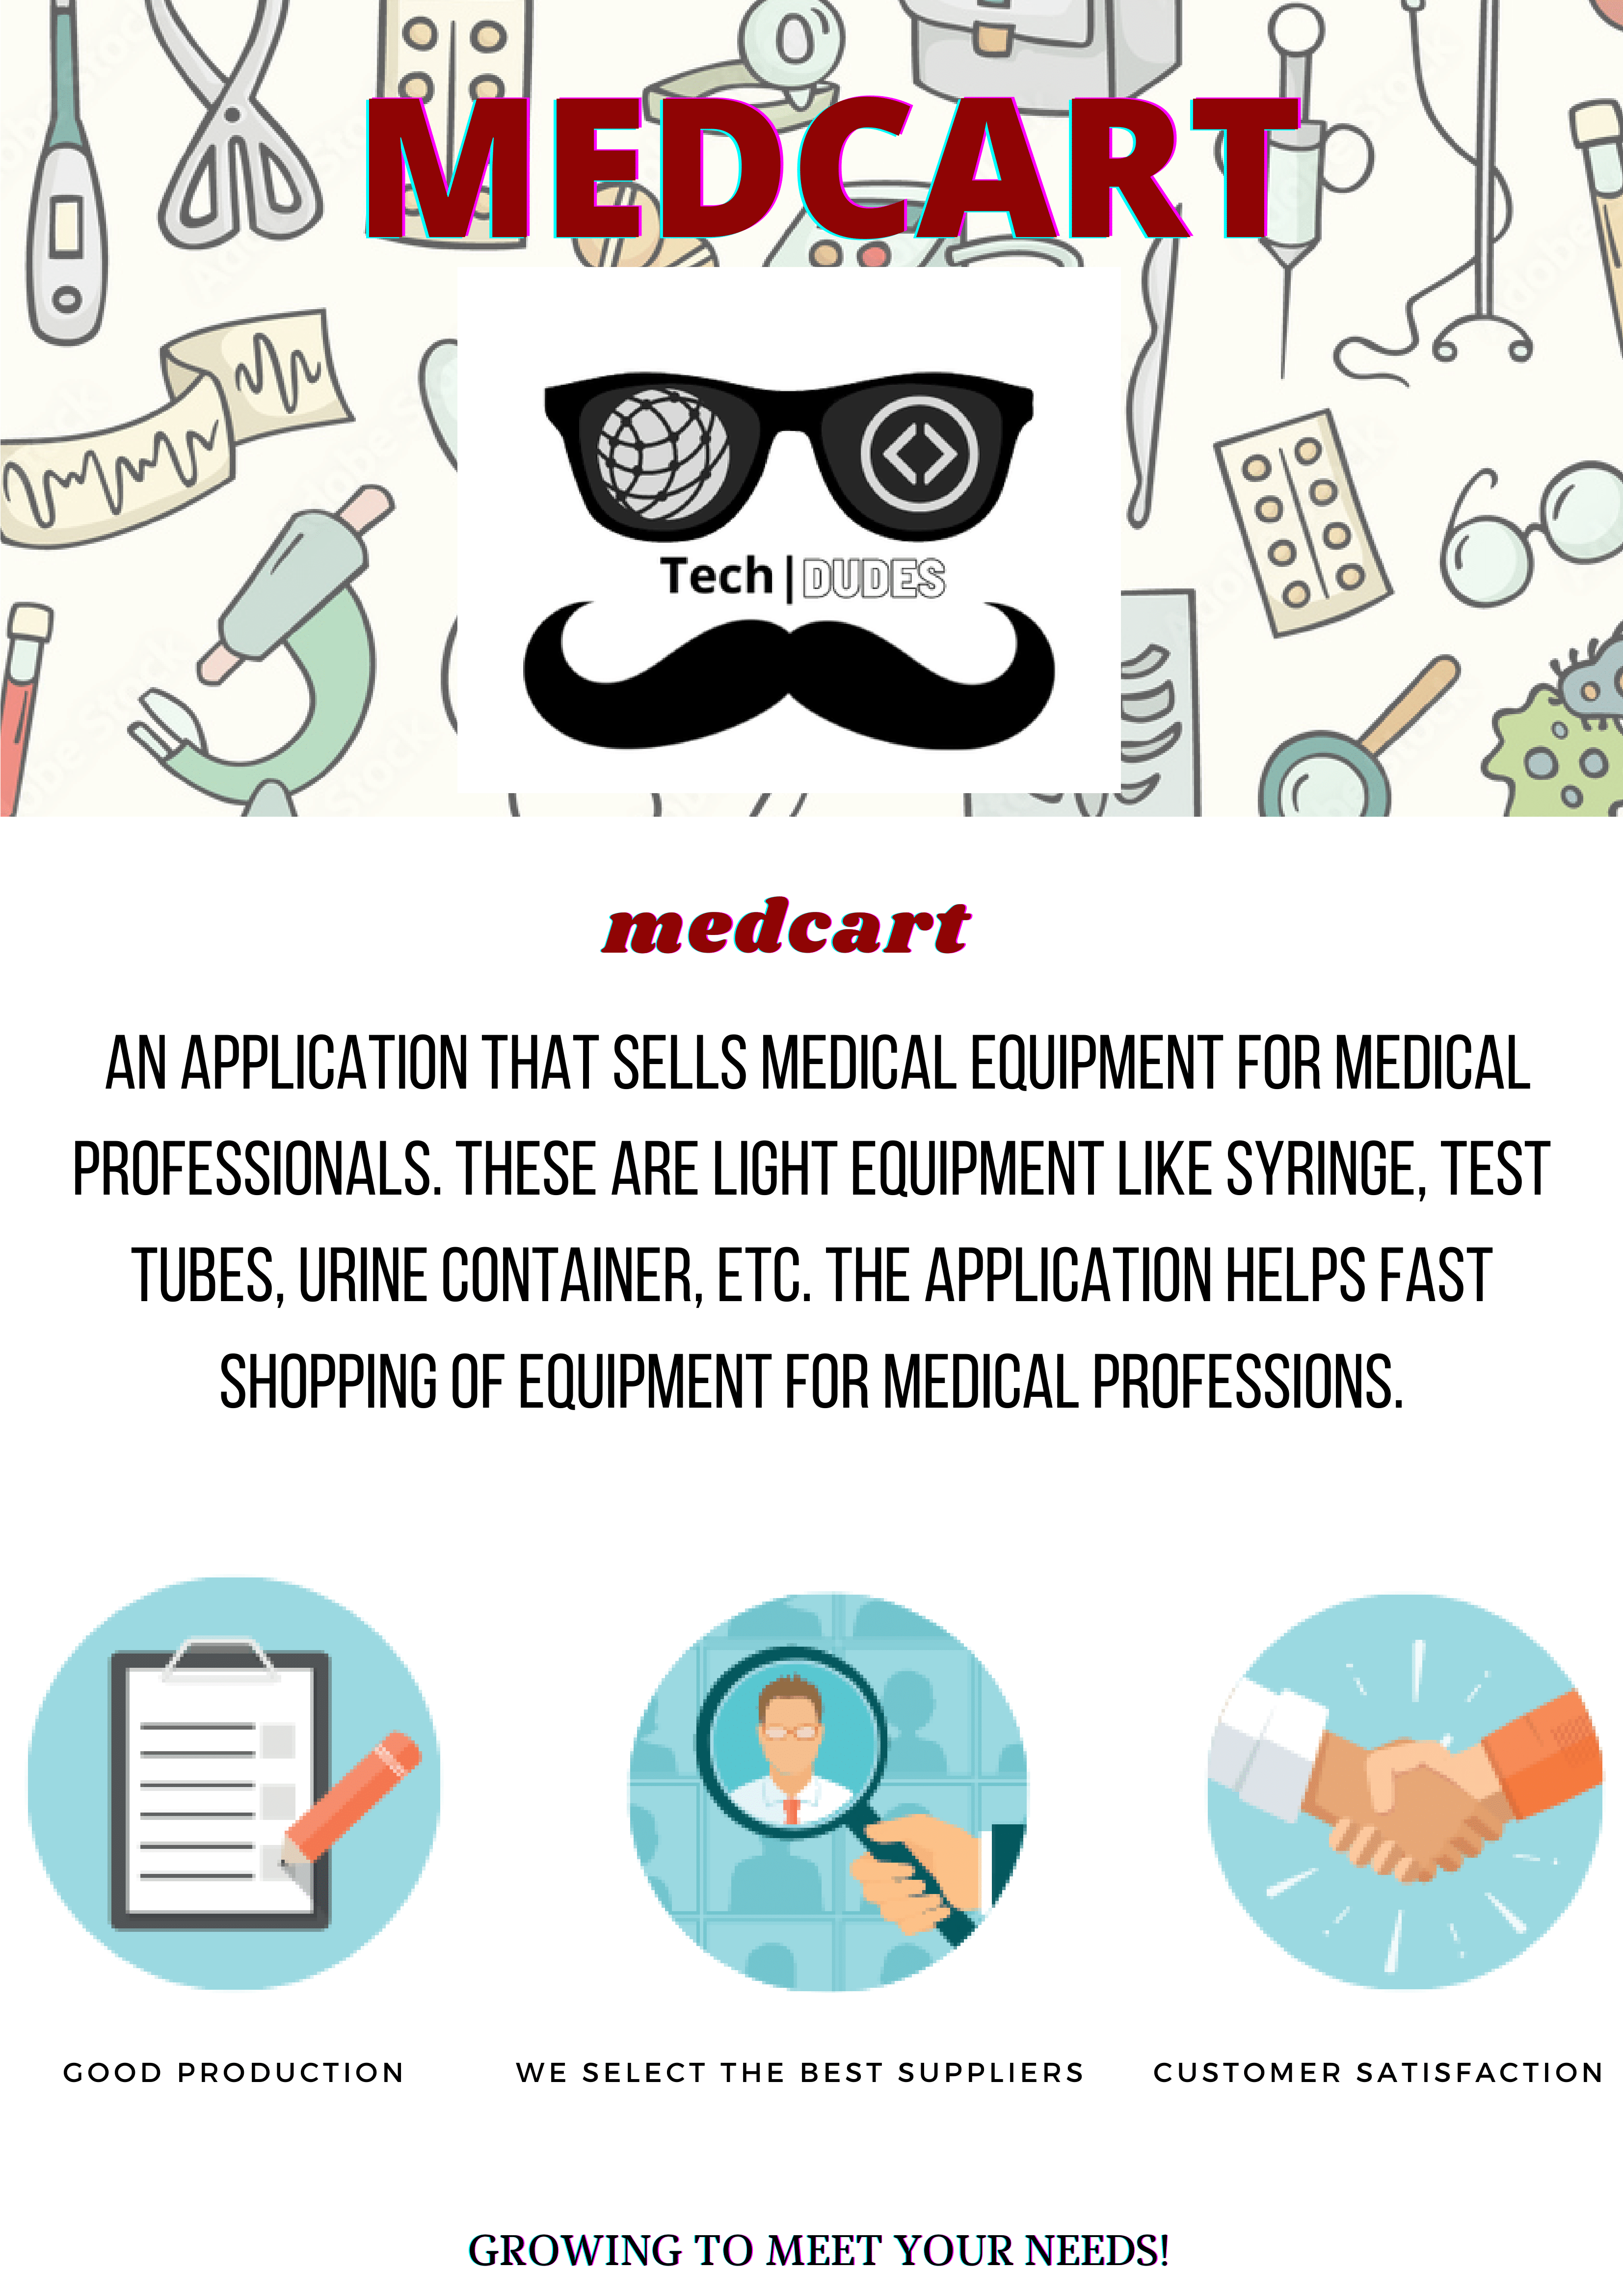 MEDCART
Tech|DUDES
medcart
AN APPLICATION THAT SELLS MEDICAL EQUIPMENT FOR MEDICAL
PROFESSIONALS. THESE ARE LIGHT EQUIPMENT LIKE SYRINGE, TEST
TUBES, URINE CONTAINER, ETC. THE APPLICATION HELPS FAST
SHOPPING OF EQUIPMENT FOR MEDICAL PROFESSIONS.
GOOD PRODUCTION
WE SELECT THE BEST SUPPLIERS
CUSTOMER SATISFACTION
GROWING TO MEET YOUR NEEDS!